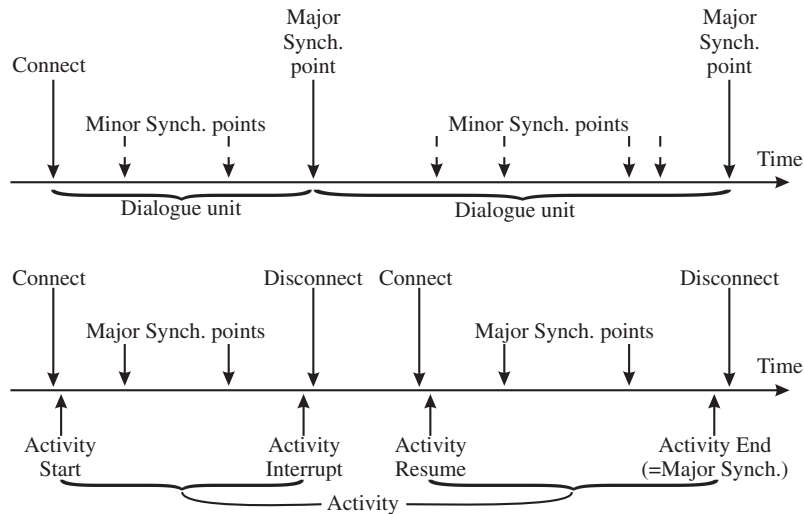 Major
Synch.
point
Major
Synch.
point
Connect
Minor Synch. points
Minor Synch. points
Time
Dialogue unit
Dialogue unit
Connect
Disconnect
Connect
Disconnect
Major Synch. points
Major Synch. points
Time
Activity
Start
Activity
Interrupt
Activity
Resume
Activity End
(=Major Synch.)
Activity